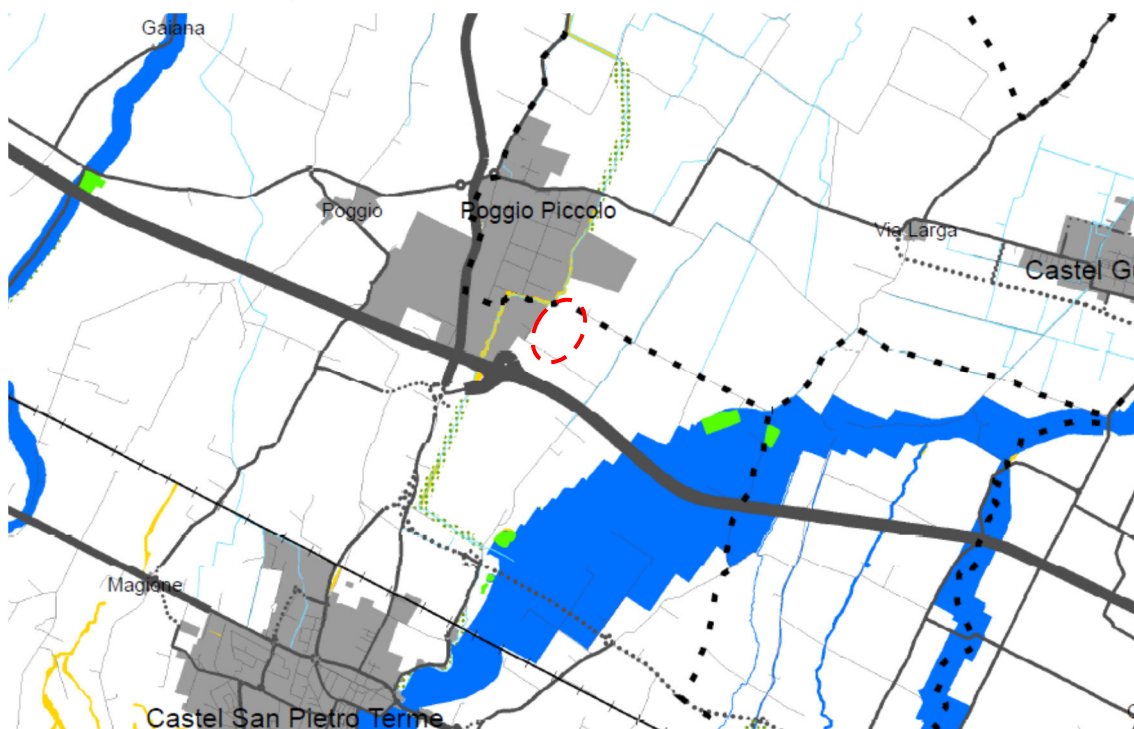 Gaiana
Poggio
Poggio Piccolo
Via Larga
Castel G
Magione
Castel San Pietro Terme